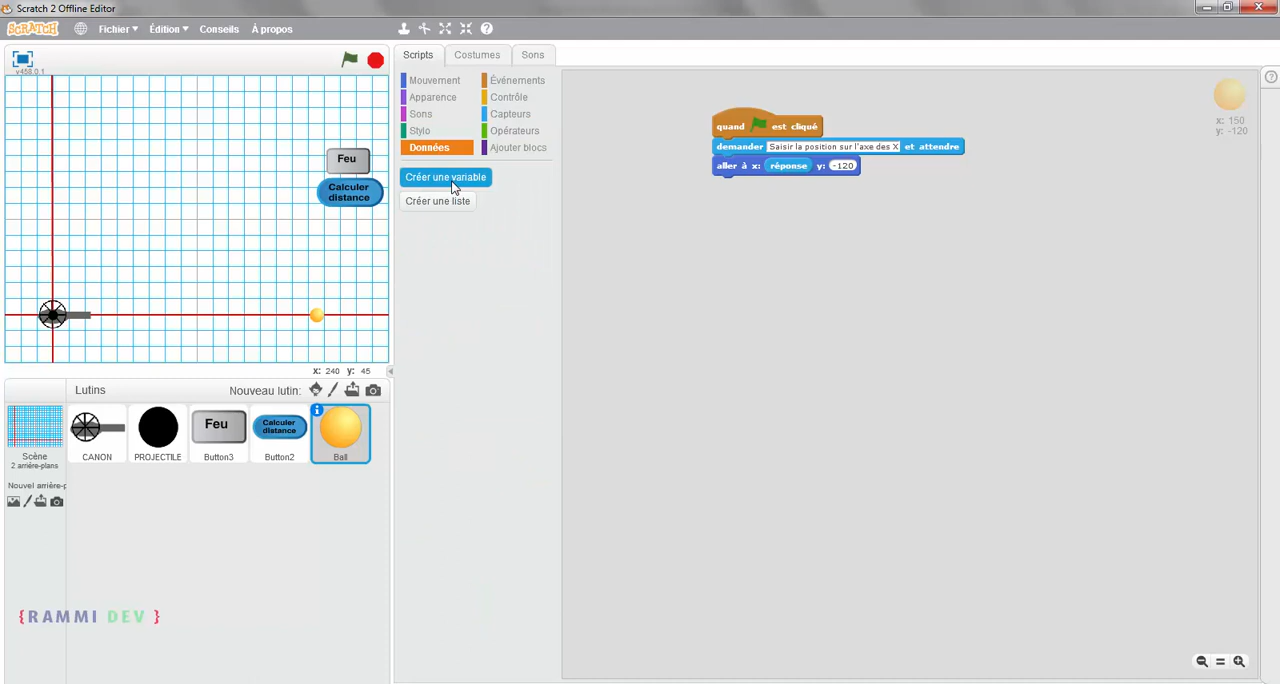 Scratch 2 Offline Editor
SCRATCH
Fichier
Édition
Conseils
À propos
v458.0.1
Feu
Calculer
distance
x: 240 y: 45
Scripts
Costumes
Sons
Mouvement
Apparence
Sons
Stylo
Données
Événements
Contrôle
Capteurs
Opérateurs
Ajouter blocs
Créer une variable
Créer une liste
quand est cliqué
demander Saisir la position sur l'axe des X et attendre
aller à x: réponse y: -120
x: 150
y: -120
Lutins
Nouveau lutin:
Scène
2 arrière-plans
Nouvel arrière-p
CANON
PROJECTILE
Feu
Button3
Calculer
distance
Button2
Ball
{RAMMI DEV }